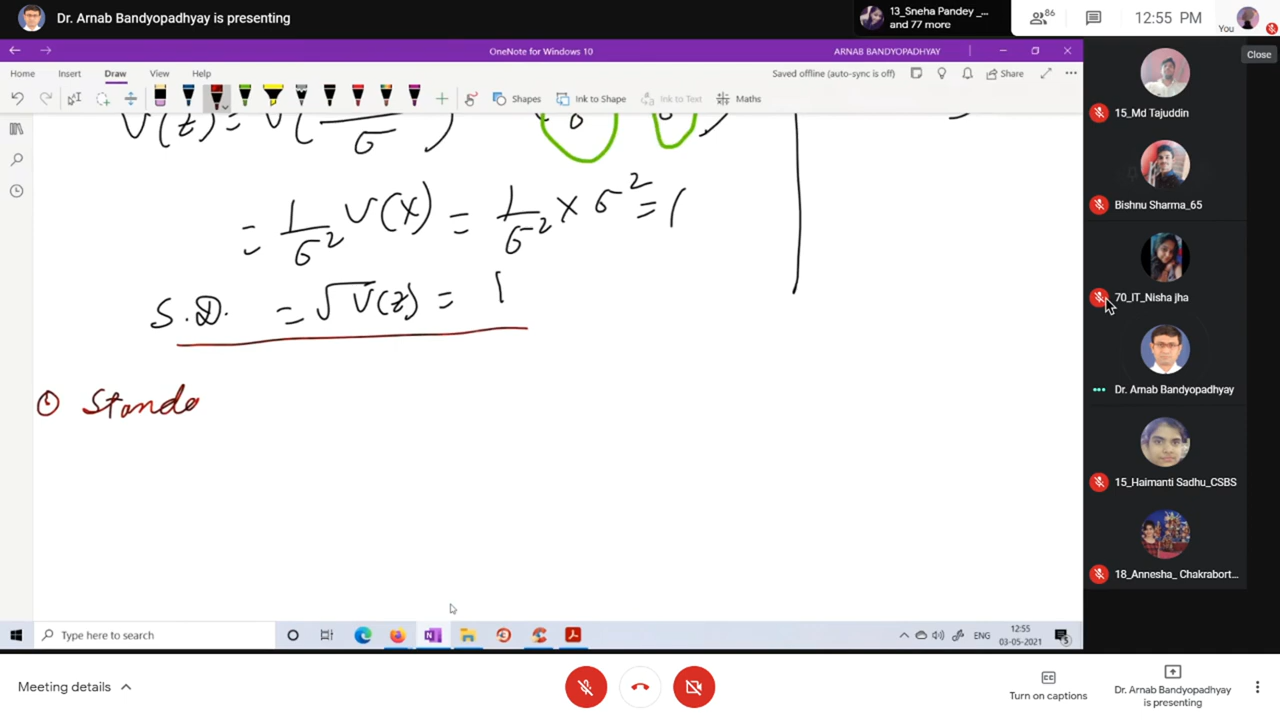 Dr. Arnab Bandyopadhyay is presenting
13_Sneha Pandey _...
and 77 more
86
12:55 PM
You
Close
OneNote for Windows 10
ARNAB BANDYOPADHYAY
Home Insert Draw View Help
Saved offline (auto-sync is off)
Share
Shapes
Ink to Shape
Ink to Text
Maths
V(z) = V(
σ
)
= 1/σ² V(X) = 1/σ² × σ² = 1
S.D. = √V(z) = 1
Standa
15_Md Tajuddin
Bishnu Sharma_65
70_IT_Nisha jha
Dr. Arnab Bandyopadhyay
15_Haimanti Sadhu_CSBS
18_Annesha_ Chakrabort...
Type here to search
ENG
12:55
03-05-2021
5
Meeting details
Turn on captions
Dr. Arnab Bandyopadhyay
is presenting